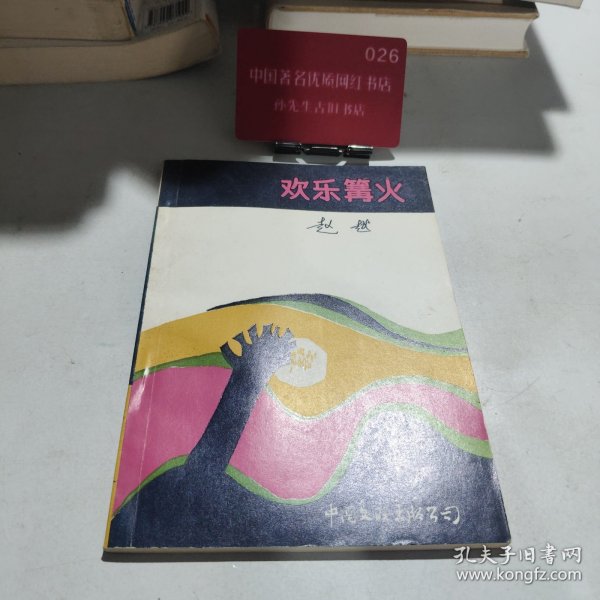 026
中国著名优质网红书店
孙先生古旧书店
欢乐篝火
赵越
中国文联出版公司
孔夫子旧书网
www.kongfz.com